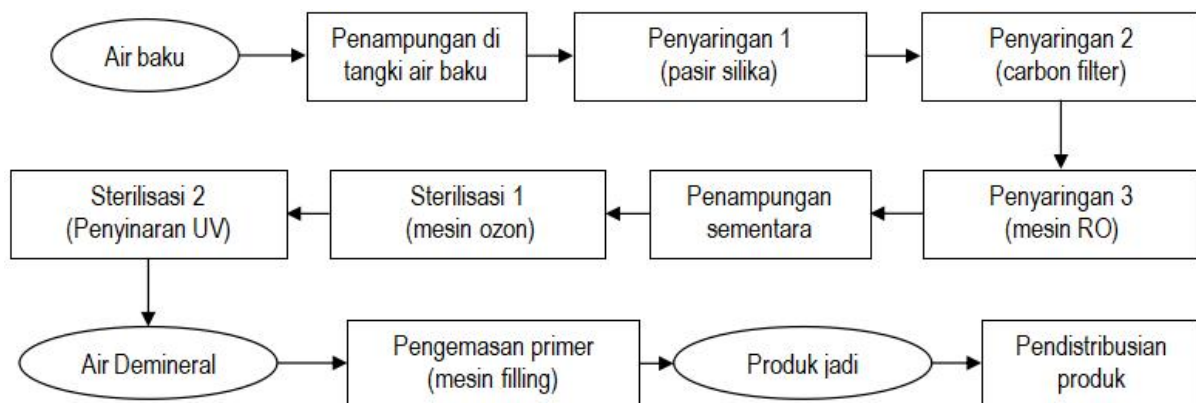 Air baku
Penampungan di
tangki air baku
Penyaringan 1
(pasir silika)
Penyaringan 2
(carbon filter)
Penyaringan 3
(mesin RO)
Penampungan
sementara
Sterilisasi 1
(mesin ozon)
Sterilisasi 2
(Penyinaran UV)
Air Demineral
Pengemasan primer
(mesin filling)
Produk jadi
Pendistribusian
produk